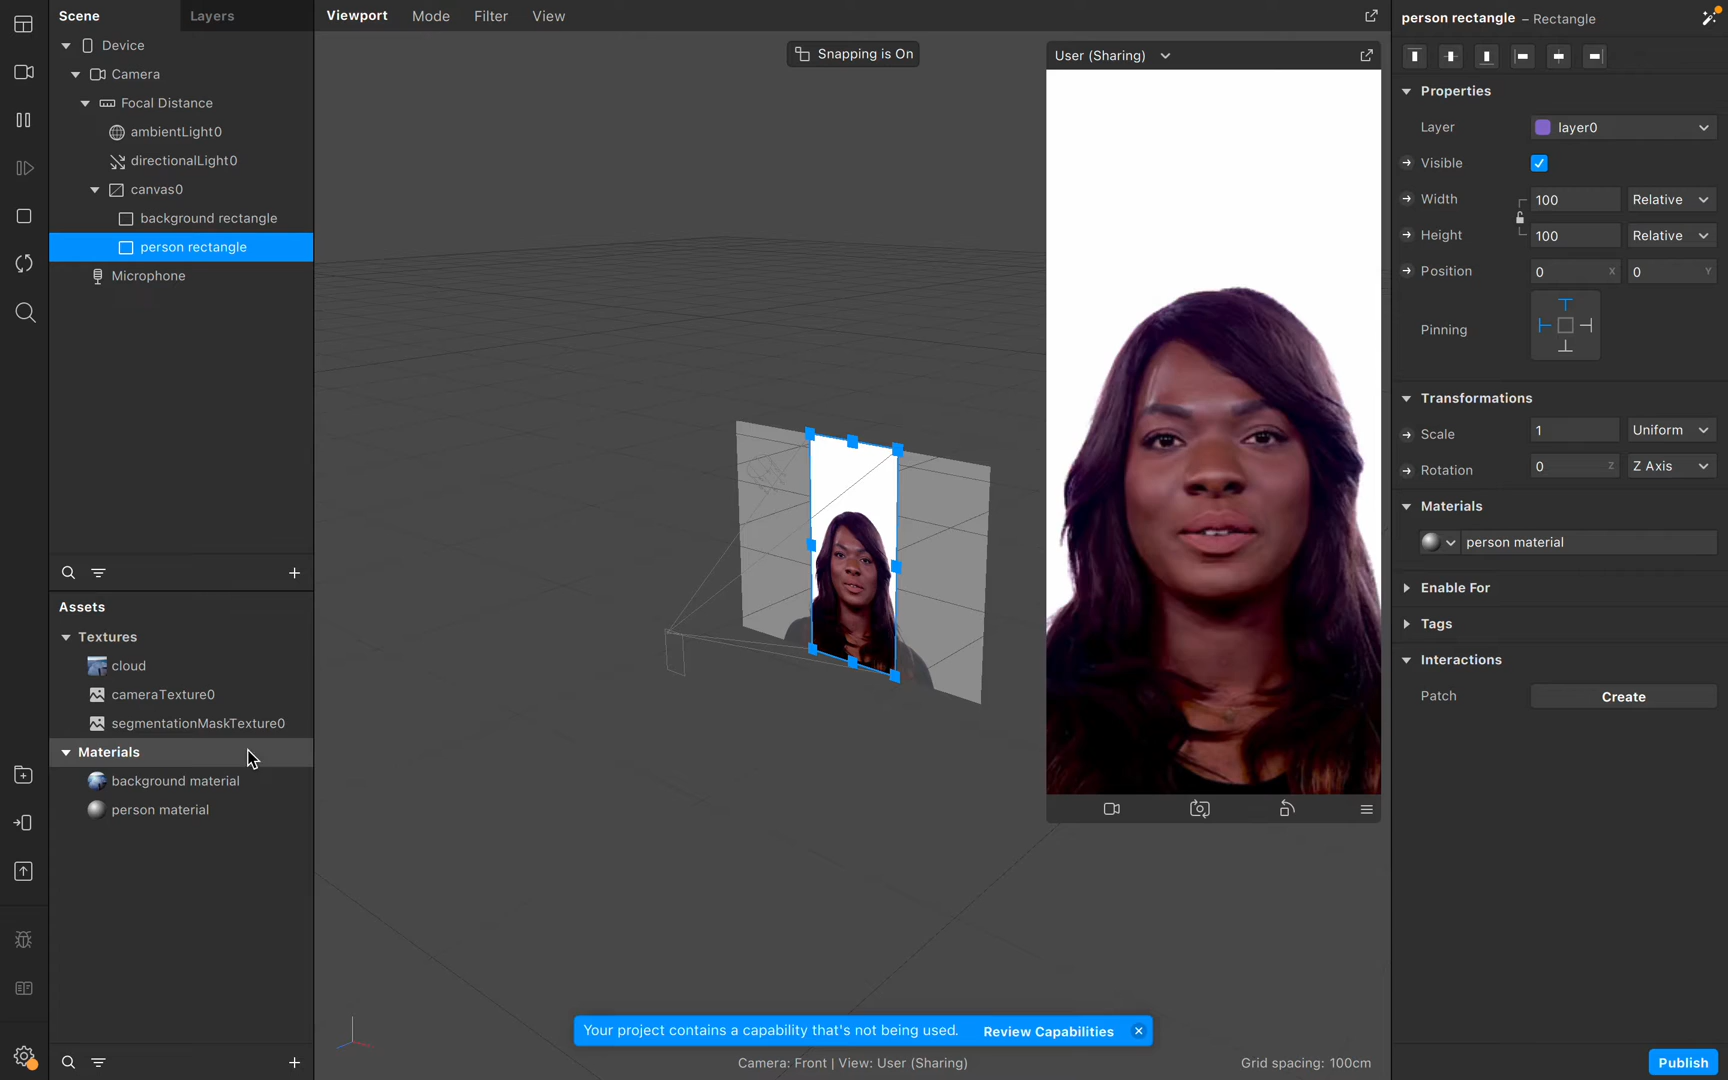 Scene
Layers
Viewport
Mode
Filter
View
person rectangle – Rectangle
Device
Camera
Focal Distance
ambientLight0
directionalLight0
canvas0
background rectangle
person rectangle
Microphone
Snapping is On
User (Sharing)
Properties
Layer
layer0
Visible
Width
100
Relative
Height
100
Relative
Position
0
X
0
Y
Pinning
Transformations
Scale
1
Uniform
Rotation
0
Z
Z Axis
Materials
person material
Enable For
Tags
Interactions
Patch
Create
Assets
Textures
cloud
cameraTexture0
segmentationMaskTexture0
Materials
background material
person material
Your project contains a capability that's not being used.
Review Capabilities
Camera: Front | View: User (Sharing)
Grid spacing: 100cm
Publish